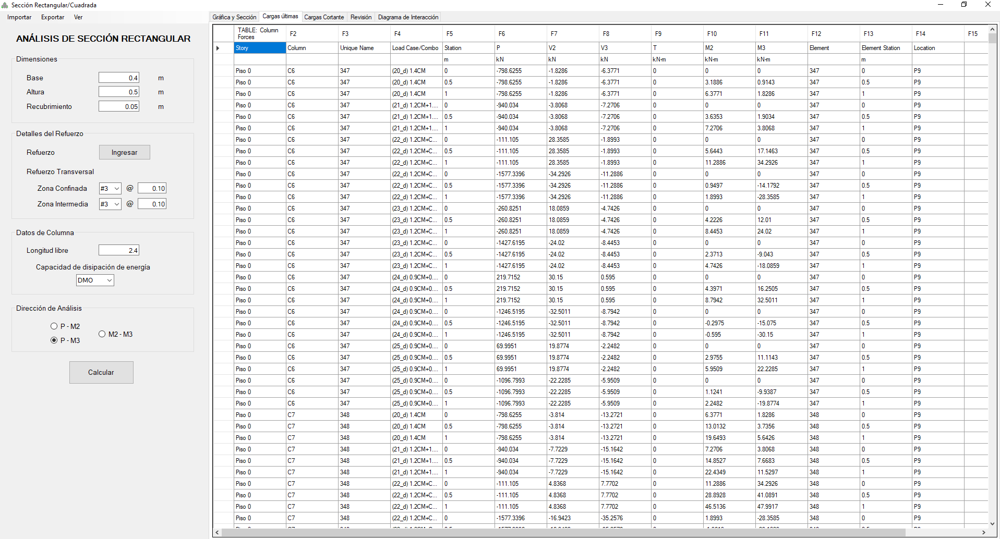 Sección Rectangular/Cuadrada
Importar Exportar Ver
ANÁLISIS DE SECCIÓN RECTANGULAR
Dimensiones
Base 0.4 m
Altura 0.5 m
Recubrimiento 0.05 m
Detalles del Refuerzo
Refuerzo Ingresar
Refuerzo Transversal
Zona Confinada #3 @ 0.10
Zona Intermedia #3 @ 0.10
Datos de Columna
Longitud libre 2.4
Capacidad de disipación de energía
DMO
Dirección de Análisis
P - M2
M2 - M3
P - M3
Calcular
Gráfica y Sección Cargas últimas Cargas Cortante Revisión Diagrama de Interacción
TABLE: Column Forces F2 F3 F4 F5 F6 F7 F8 F9 F10 F11 F12 F13 F14 F15
Story Column Unique Name Load Case/Combo Station P V2 V3 T M2 M3 Element Element Station Location
m kN kN kN kN-m kN-m kN-m m
Piso 0 C6 347 (20_d) 1.4CM 0 -798.6255 -1.8286 -6.3771 0 0 0 347 0 P9
Piso 0 C6 347 (20_d) 1.4CM 0.5 -798.6255 -1.8286 -6.3771 0 3.1886 0.9143 347 0.5 P9
Piso 0 C6 347 (20_d) 1.4CM 1 -798.6255 -1.8286 -6.3771 0 6.3771 1.8286 347 1 P9
Piso 0 C6 347 (21_d) 1.2CM+1.... 0 -940.034 -3.8068 -7.2706 0 0 0 347 0 P9
Piso 0 C6 347 (21_d) 1.2CM+1.... 0.5 -940.034 -3.8068 -7.2706 0 3.6353 1.9034 347 0.5 P9
Piso 0 C6 347 (21_d) 1.2CM+1.... 1 -940.034 -3.8068 -7.2706 0 7.2706 3.8068 347 1 P9
Piso 0 C6 347 (22_d) 1.2CM+C... 0 -111.105 28.3585 -1.8993 0 0 0 347 0 P9
Piso 0 C6 347 (22_d) 1.2CM+C... 0.5 -111.105 28.3585 -1.8993 0 5.6443 17.1463 347 0.5 P9
Piso 0 C6 347 (22_d) 1.2CM+C... 1 -111.105 28.3585 -1.8993 0 11.2886 34.2926 347 1 P9
Piso 0 C6 347 (22_d) 1.2CM+C... 0 -1577.3396 -34.2926 -11.2886 0 0 0 347 0 P9
Piso 0 C6 347 (22_d) 1.2CM+C... 0.5 -1577.3396 -34.2926 -11.2886 0 0.9497 -14.1792 347 0.5 P9
Piso 0 C6 347 (22_d) 1.2CM+C... 1 -1577.3396 -34.2926 -11.2886 0 1.8993 -28.3585 347 1 P9
Piso 0 C6 347 (23_d) 1.2CM+C... 0 -260.8251 18.0859 -4.7426 0 0 0 347 0 P9
Piso 0 C6 347 (23_d) 1.2CM+C... 0.5 -260.8251 18.0859 -4.7426 0 4.2226 12.01 347 0.5 P9
Piso 0 C6 347 (23_d) 1.2CM+C... 1 -260.8251 18.0859 -4.7426 0 8.4453 24.02 347 1 P9
Piso 0 C6 347 (23_d) 1.2CM+C... 0 -1427.6195 -24.02 -8.4453 0 0 0 347 0 P9
Piso 0 C6 347 (23_d) 1.2CM+C... 0.5 -1427.6195 -24.02 -8.4453 0 2.3713 -9.043 347 0.5 P9
Piso 0 C6 347 (23_d) 1.2CM+C... 1 -1427.6195 -24.02 -8.4453 0 4.7426 -18.0859 347 1 P9
Piso 0 C6 347 (24_d) 0.9CM+0.... 0 219.7152 30.15 0.595 0 0 0 347 0 P9
Piso 0 C6 347 (24_d) 0.9CM+0.... 0.5 219.7152 30.15 0.595 0 4.3971 16.2505 347 0.5 P9
Piso 0 C6 347 (24_d) 0.9CM+0.... 1 219.7152 30.15 0.595 0 8.7942 32.5011 347 1 P9
Piso 0 C6 347 (24_d) 0.9CM+0.... 0 -1246.5195 -32.5011 -8.7942 0 0 0 347 0 P9
Piso 0 C6 347 (24_d) 0.9CM+0.... 0.5 -1246.5195 -32.5011 -8.7942 0 -0.2975 -15.075 347 0.5 P9
Piso 0 C6 347 (24_d) 0.9CM+0.... 1 -1246.5195 -32.5011 -8.7942 0 -0.595 -30.15 347 1 P9
Piso 0 C6 347 (25_d) 0.9CM+0.... 0 69.9951 19.8774 -2.2482 0 0 0 347 0 P9
Piso 0 C6 347 (25_d) 0.9CM+0.... 0.5 69.9951 19.8774 -2.2482 0 2.9755 11.1143 347 0.5 P9
Piso 0 C6 347 (25_d) 0.9CM+0.... 1 69.9951 19.8774 -2.2482 0 5.9509 22.2285 347 1 P9
Piso 0 C6 347 (25_d) 0.9CM+0.... 0 -1096.7993 -22.2285 -5.9509 0 0 0 347 0 P9
Piso 0 C6 347 (25_d) 0.9CM+0.... 0.5 -1096.7993 -22.2285 -5.9509 0 1.1241 -9.9387 347 0.5 P9
Piso 0 C6 347 (25_d) 0.9CM+0.... 1 -1096.7993 -22.2285 -5.9509 0 2.2482 -19.8774 347 1 P9
Piso 0 C7 348 (20_d) 1.4CM 0 -798.6255 -3.814 -13.2721 0 6.3771 1.8286 348 0 P9
Piso 0 C7 348 (20_d) 1.4CM 0.5 -798.6255 -3.814 -13.2721 0 13.0132 3.7356 348 0.5 P9
Piso 0 C7 348 (20_d) 1.4CM 1 -798.6255 -3.814 -13.2721 0 19.6493 5.6426 348 1 P9
Piso 0 C7 348 (21_d) 1.2CM+1.... 0 -940.034 -7.7229 -15.1642 0 7.2706 3.8068 348 0 P9
Piso 0 C7 348 (21_d) 1.2CM+1.... 0.5 -940.034 -7.7229 -15.1642 0 14.8527 7.6683 348 0.5 P9
Piso 0 C7 348 (21_d) 1.2CM+1.... 1 -940.034 -7.7229 -15.1642 0 22.4349 11.5297 348 1 P9
Piso 0 C7 348 (22_d) 1.2CM+C... 0 -111.105 4.8368 7.7702 0 11.2886 34.2926 348 0 P9
Piso 0 C7 348 (22_d) 1.2CM+C... 0.5 -111.105 4.8368 7.7702 0 28.8928 41.0891 348 0.5 P9
Piso 0 C7 348 (22_d) 1.2CM+C... 1 -111.105 4.8368 7.7702 0 46.5136 47.9917 348 1 P9
Piso 0 C7 348 (22_d) 1.2CM+C... 0 -1577.3396 -16.9423 -35.2576 0 1.8993 -28.3585 348 0 P9